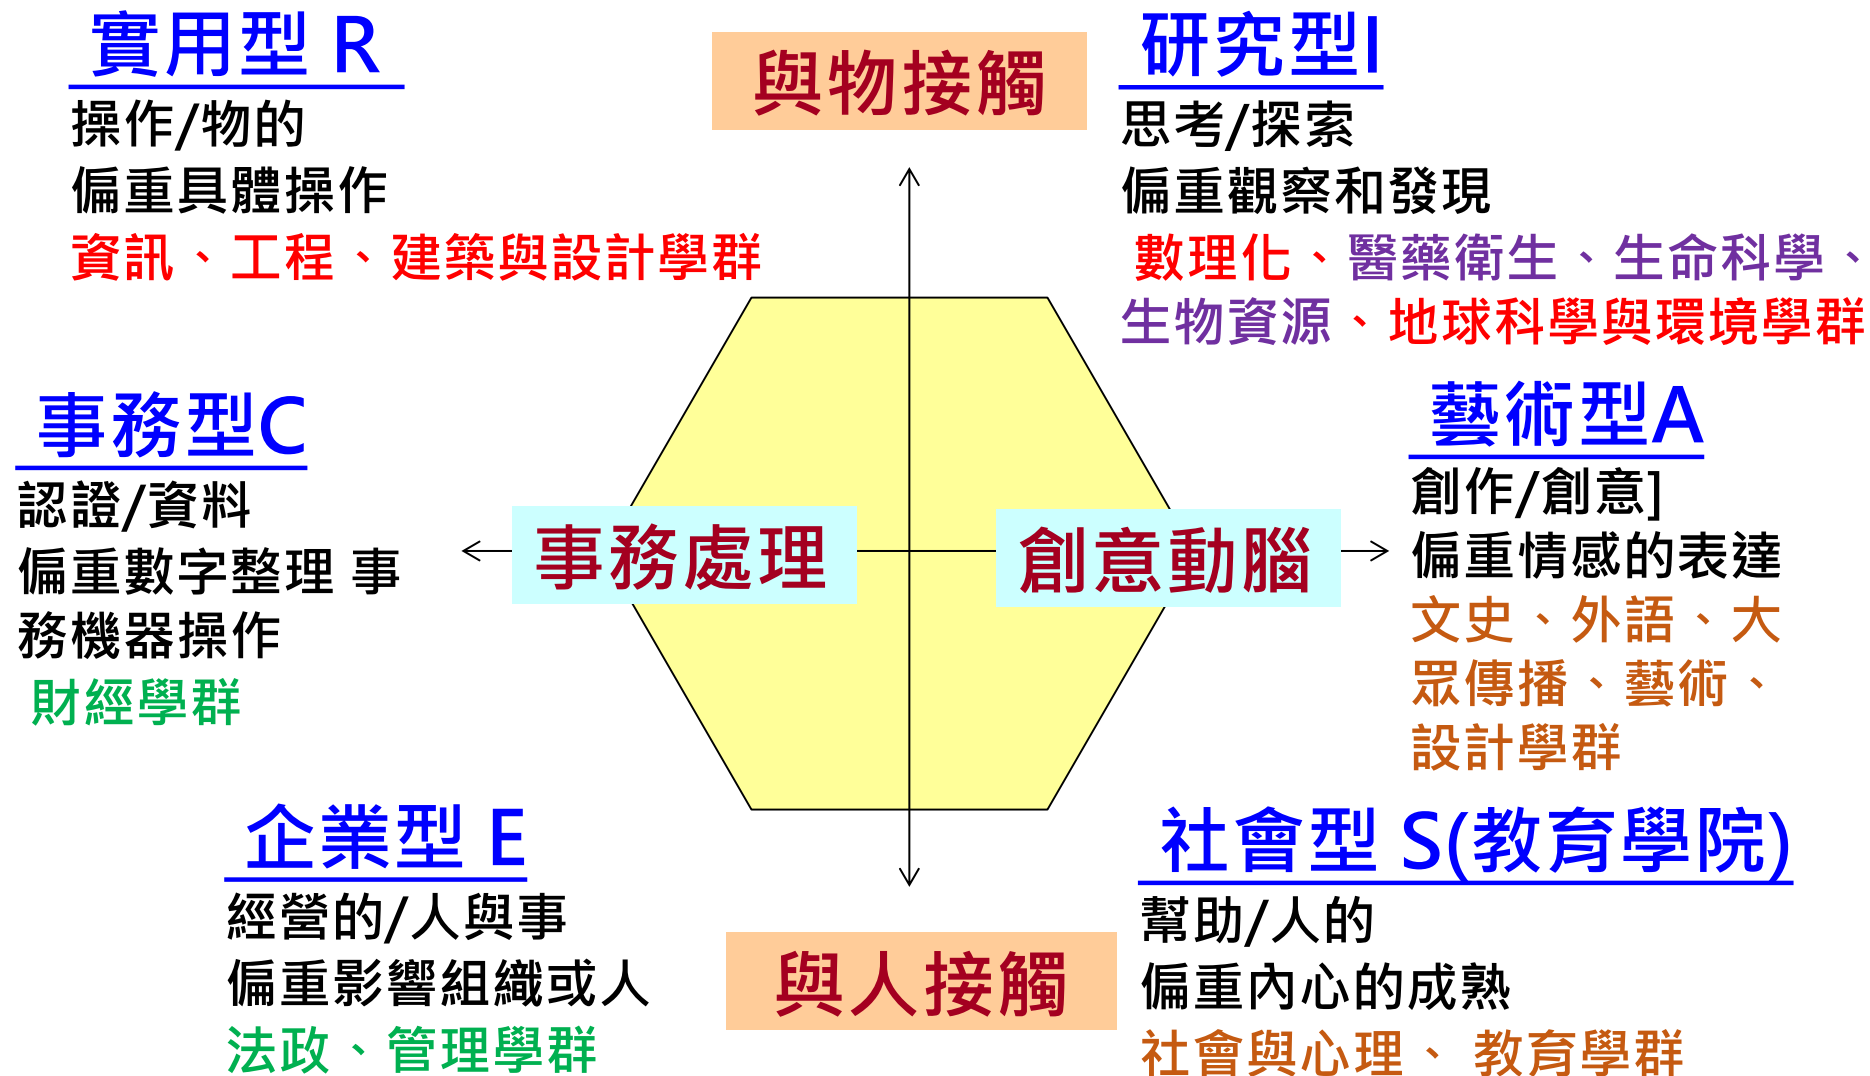 實用型 R
操作/物的
偏重具體操作
資訊、工程、建築與設計學群
與物接觸
研究型I
思考/探索
偏重觀察和發現
數理化、醫藥衛生、生命科學、
生物資源、地球科學與環境學群
事務型C
認證/資料
偏重數字整理 事
務機器操作
財經學群
事務處理
創意動腦
藝術型A
創作/創意]
偏重情感的表達
文史、外語、大
眾傳播、藝術、
設計學群
企業型 E
經營的/人與事
偏重影響組織或人
法政、管理學群
與人接觸
社會型 S(教育學院)
幫助/人的
偏重內心的成熟
社會與心理、 教育學群